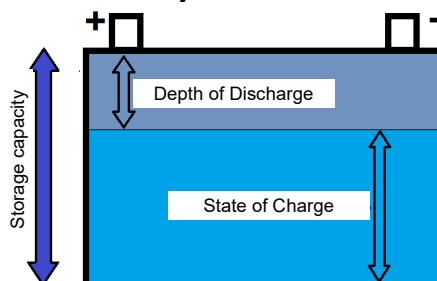 + -
Depth of Discharge
Storage capacity
State of Charge